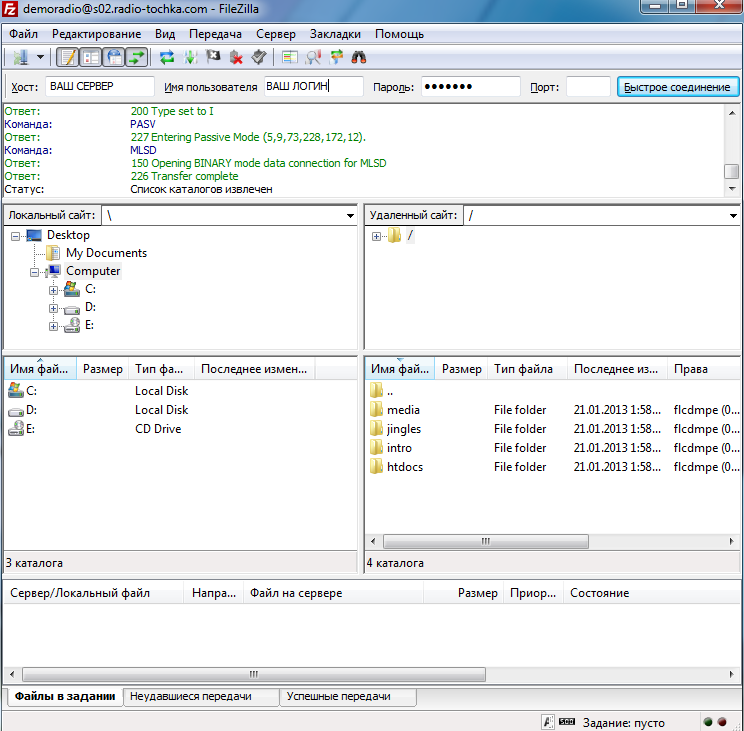 demoradio@s02.radio-tochka.com - FileZilla
Файл Редактирование Вид Передача Сервер Закладки Помощь
Хост: ВАШ СЕРВЕР Имя пользователя ВАШ ЛОГИН Пароль: ●●●●●●● Порт: Быстрое соединение
Ответ: 200 Type set to I
Команда: PASV
Ответ: 227 Entering Passive Mode (5,9,73,228,172,12).
Команда: MLSD
Ответ: 150 Opening BINARY mode data connection for MLSD
Ответ: 226 Transfer complete
Статус: Список каталогов извлечен
Локальный сайт: \
Desktop
My Documents
Computer
C:
D:
E:
Удаленный сайт: /
/
Имя фай... Размер Тип фа... Последнее измен...
C: Local Disk
D: Local Disk
E: CD Drive
3 каталога
Имя фай... Размер Тип файла Последнее из... Права
..
media File folder 21.01.2013 1:58... flcdmpe (0...
jingles File folder 21.01.2013 1:58... flcdmpe (0...
intro File folder 21.01.2013 1:58... flcdmpe (0...
htdocs File folder 21.01.2013 1:58... flcdmpe (0...
4 каталога
Сервер/Локальный файл Напра... Файл на сервере Размер Приор... Состояние
Файлы в задании Неудавшиеся передачи Успешные передачи
Задание: пусто